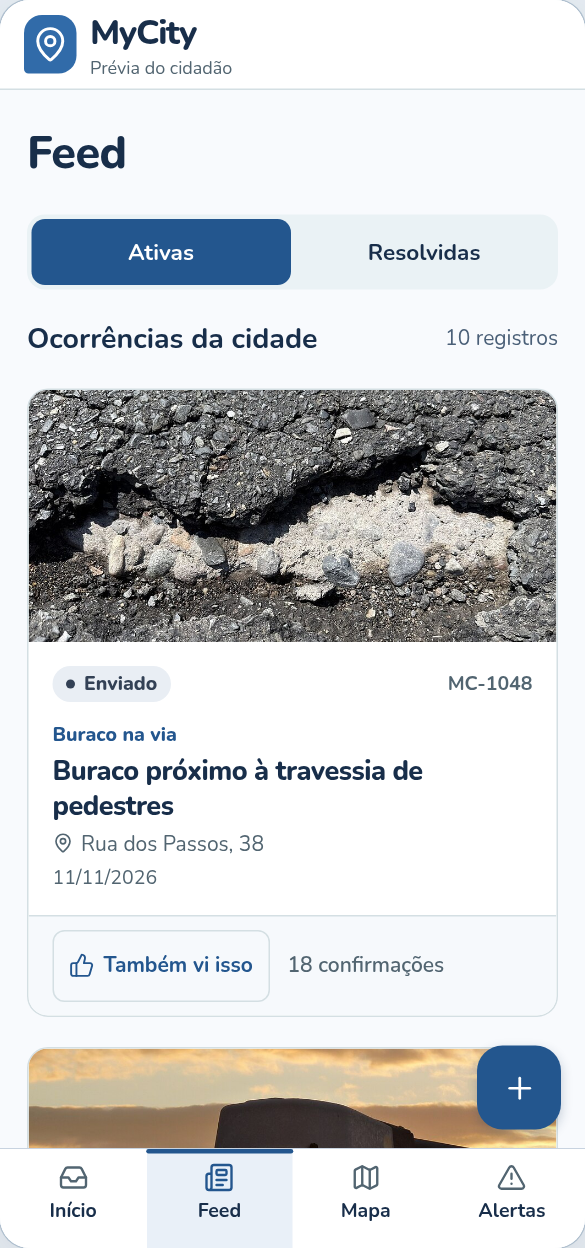 MyCity
Prévia do cidadão
Feed
Ativas
Resolvidas
Ocorrências da cidade
10 registros
Enviado
MC-1048
Buraco na via
Buraco próximo à travessia de
pedestres
Rua dos Passos, 38
11/11/2026
Também vi isso
18 confirmações
Início
Feed
Mapa
Alertas